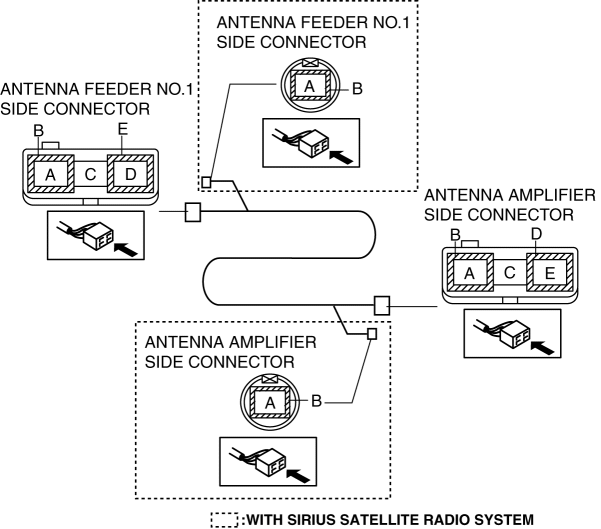 ANTENNA FEEDER NO.1
SIDE CONNECTOR
A
B
ANTENNA FEEDER NO.1
SIDE CONNECTOR
B
E
A
C
D
ANTENNA AMPLIFIER
SIDE CONNECTOR
B
D
A
C
E
ANTENNA AMPLIFIER
SIDE CONNECTOR
A
B
:WITH SIRIUS SATELLITE RADIO SYSTEM